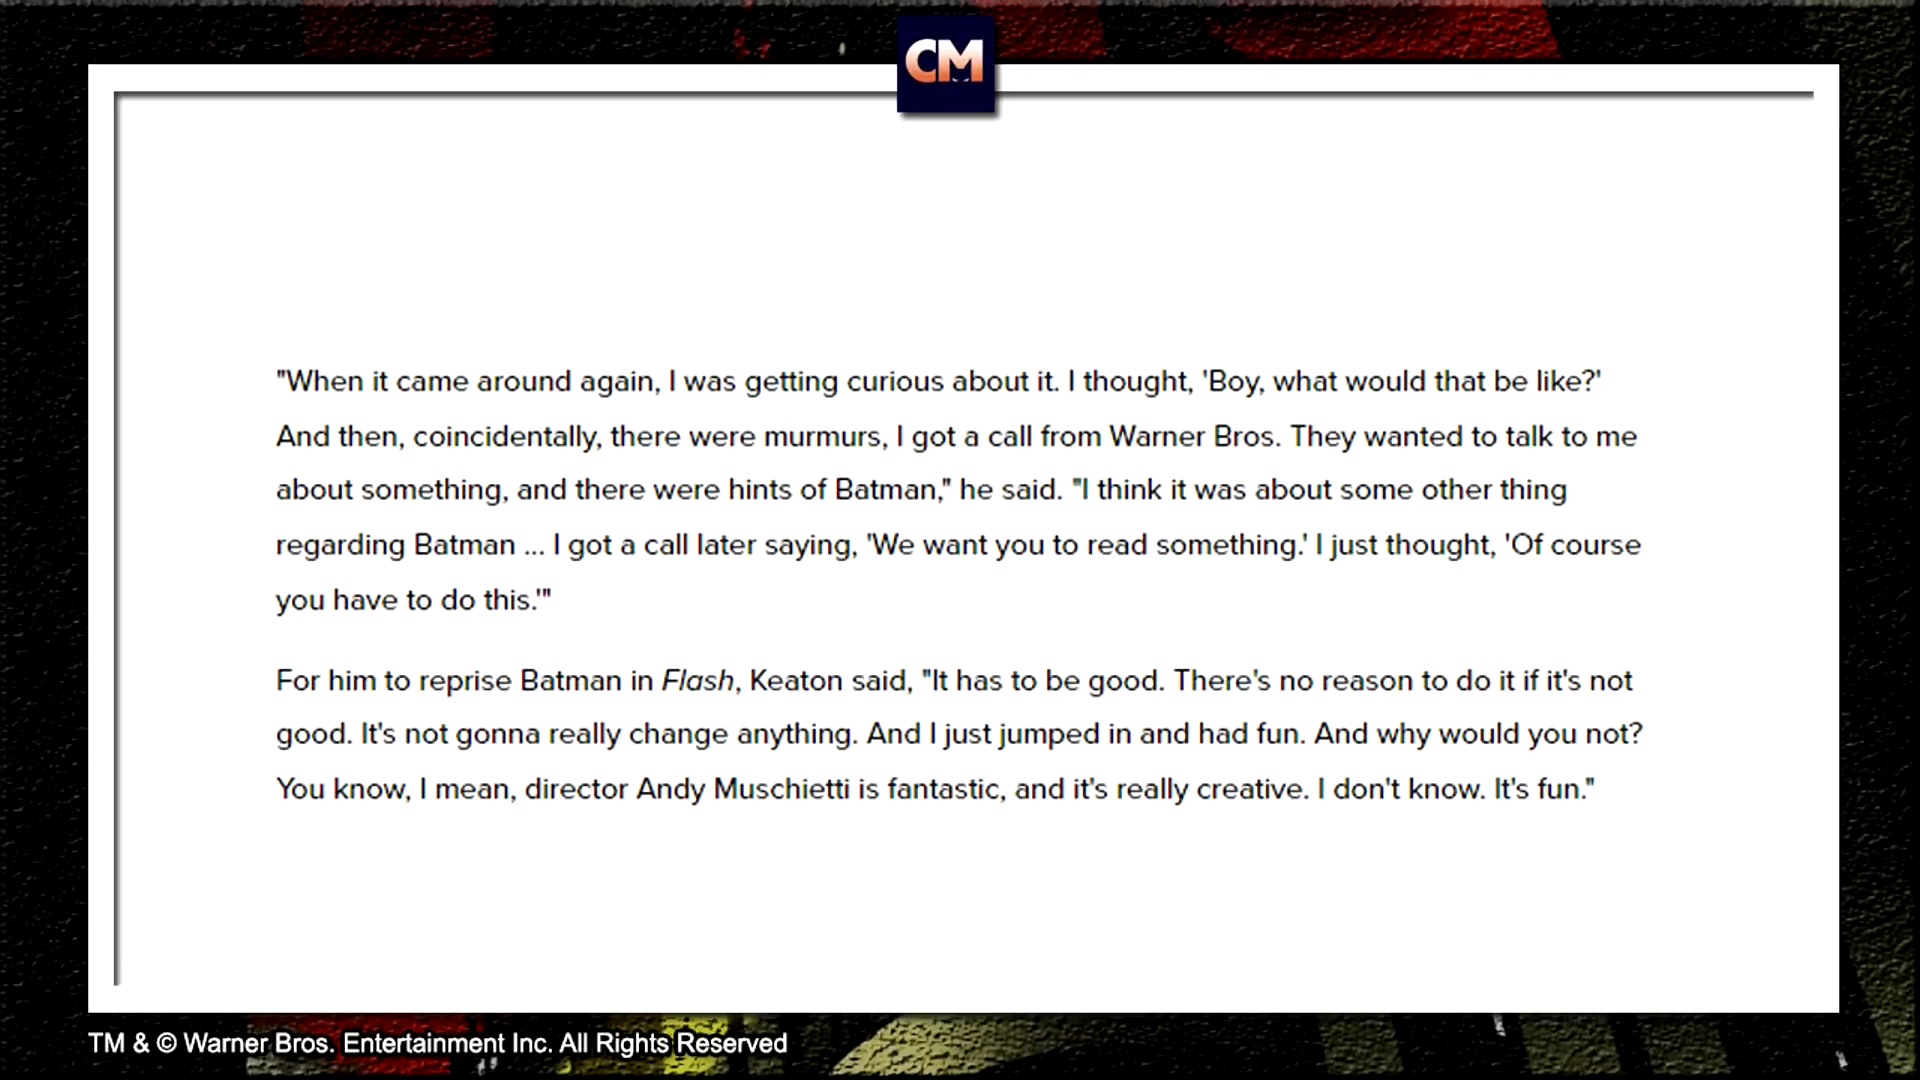 CM
"When it came around again, I was getting curious about it. I thought, 'Boy, what would that be like?'
And then, coincidentally, there were murmurs, I got a call from Warner Bros. They wanted to talk to me
about something, and there were hints of Batman," he said. "I think it was about some other thing
regarding Batman ... I got a call later saying, 'We want you to read something.' I just thought, 'Of course
you have to do this.'"
For him to reprise Batman in Flash, Keaton said, "It has to be good. There's no reason to do it if it's not
good. It's not gonna really change anything. And I just jumped in and had fun. And why would you not?
You know, I mean, director Andy Muschietti is fantastic, and it's really creative. I don't know. It's fun."
TM & © Warner Bros. Entertainment Inc. All Rights Reserved